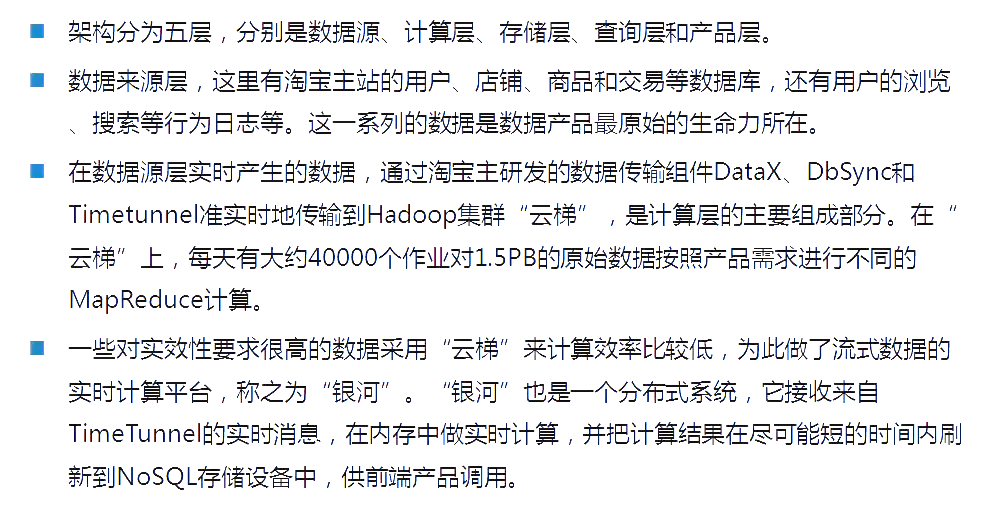 架构分为五层，分别是数据源、计算层、存储层、查询层和产品层。
数据来源层，这里有淘宝主站的用户、店铺、商品和交易等数据库，还有用户的浏览
、搜索等行为日志等。这一系列的数据是数据产品最原始的生命力所在。
在数据源层实时产生的数据，通过淘宝主研发的数据传输组件DataX、DbSync和
Timetunnel准实时地传输到Hadoop集群“云梯”，是计算层的主要组成部分。在“
云梯”上，每天有大约40000个作业对1.5PB的原始数据按照产品需求进行不同的
MapReduce计算。
一些对实效性要求很高的数据采用“云梯”来计算效率比较低，为此做了流式数据的
实时计算平台，称之为“银河”。“银河”也是一个分布式系统，它接收来自
TimeTunnel的实时消息，在内存中做实时计算，并把计算结果在尽可能短的时间内刷
新到NoSQL存储设备中，供前端产品调用。